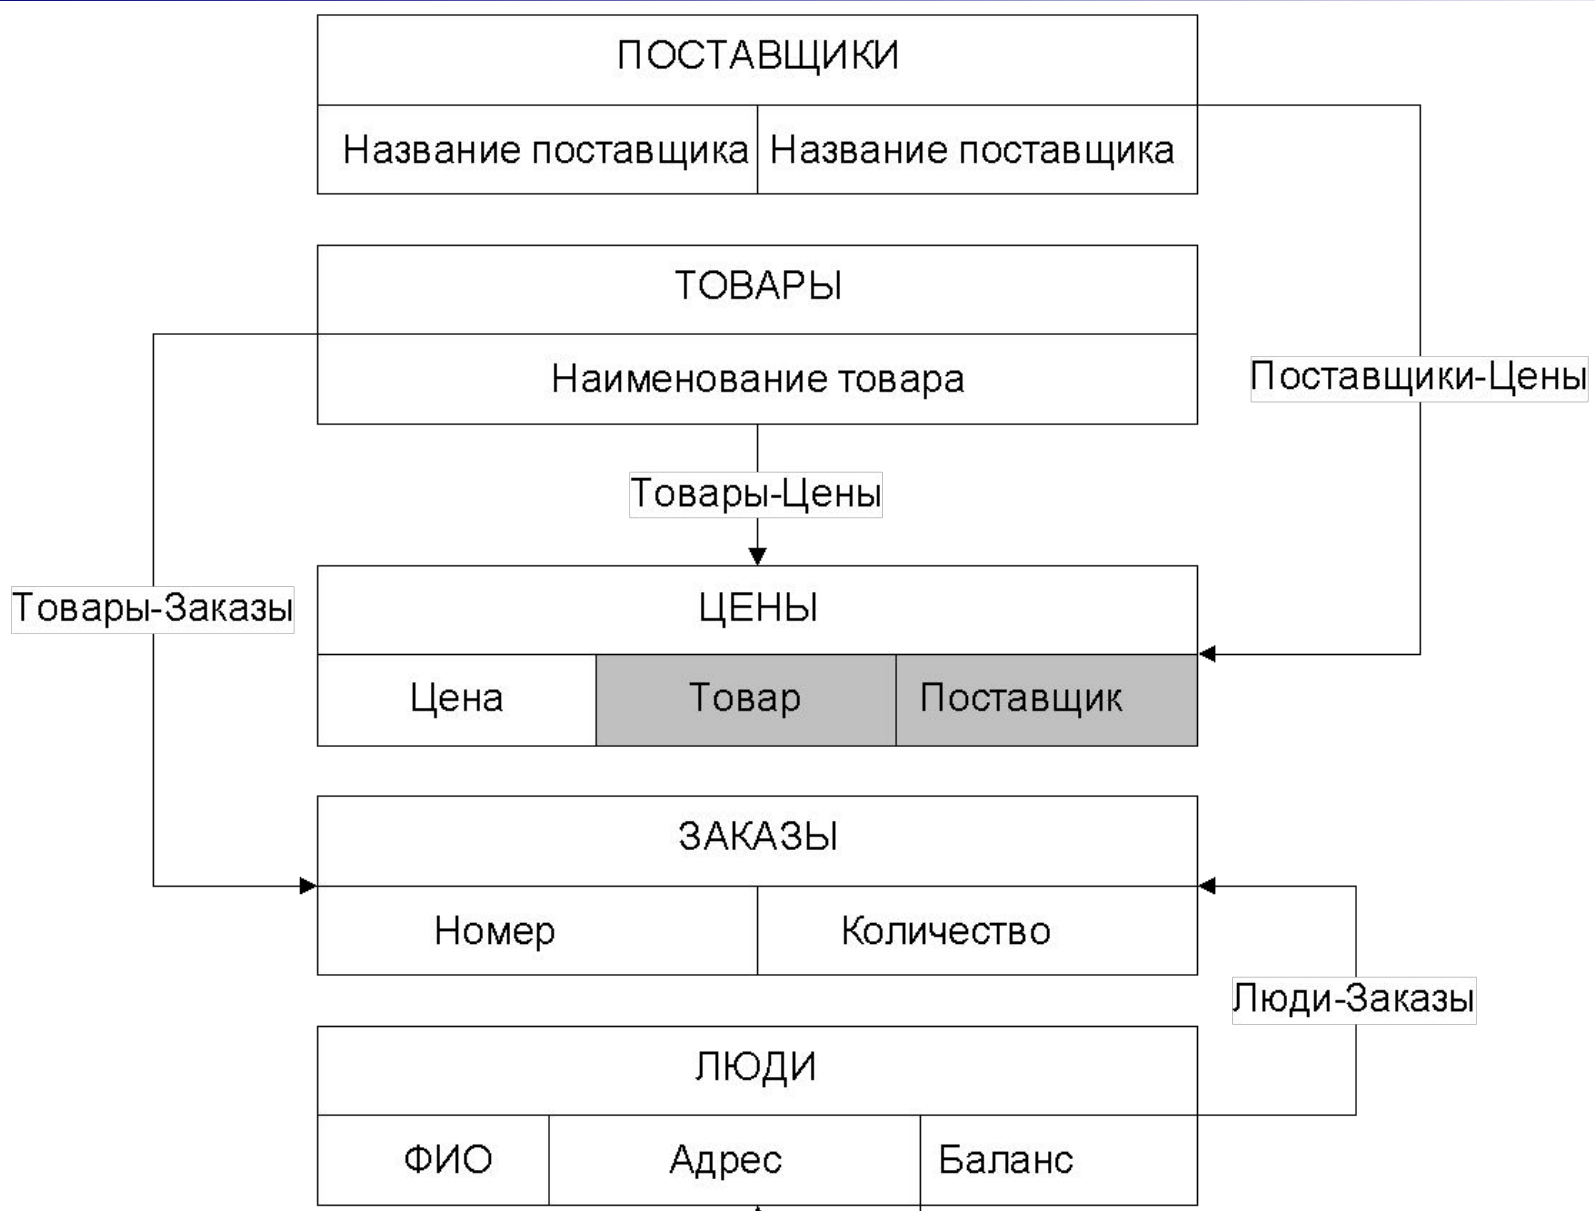 ПОСТАВЩИКИ
Название поставщика Название поставщика
ТОВАРЫ
Наименование товара
Поставщики-Цены
Товары-Цены
Товары-Заказы
ЦЕНЫ
Цена Товар Поставщик
ЗАКАЗЫ
Номер Количество
Люди-Заказы
ЛЮДИ
ФИО Адрес Баланс